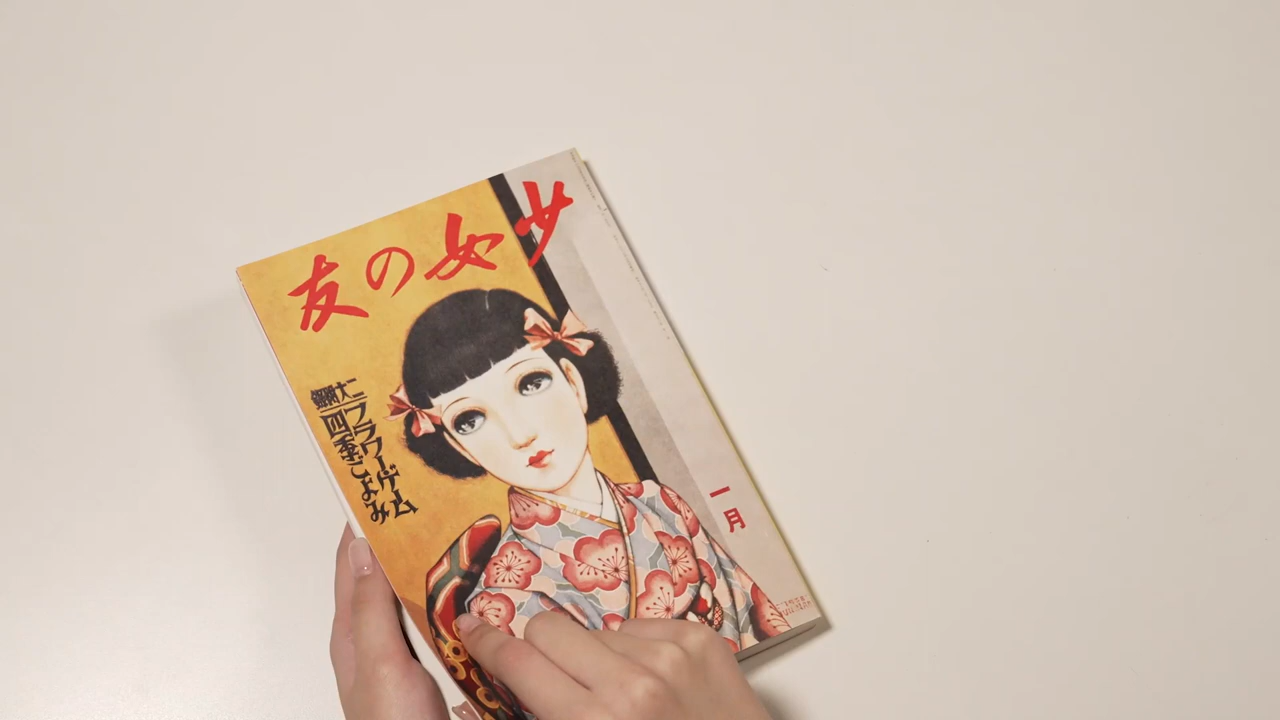 少女の友
二大附録
フラワーゲーム
四季ごよみ
一月